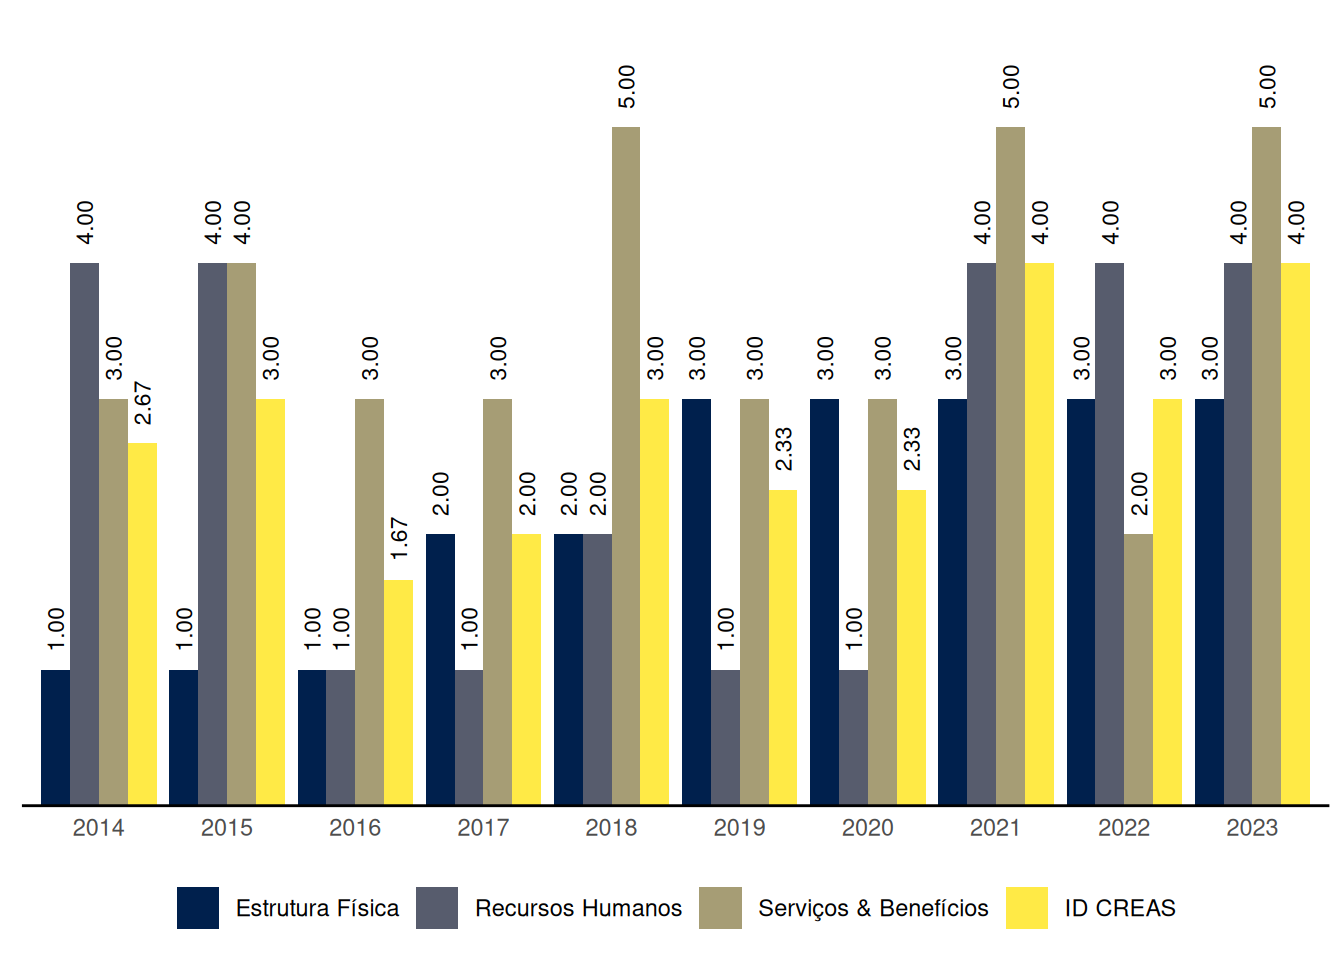 5.00 5.00 5.00
4.00 4.00 4.00 4.00 4.00 4.00 4.00 4.00
3.00 3.00 3.00 3.00 3.00 3.00 3.00 3.00 3.00 3.00 3.00 3.00 3.00
2.67 2.33 2.33
2.00 2.00 2.00 2.00 2.00
1.67
1.00 1.00 1.00 1.00 1.00 1.00 1.00
2014 2015 2016 2017 2018 2019 2020 2021 2022 2023
Estrutura Física Recursos Humanos Serviços & Benefícios ID CREAS